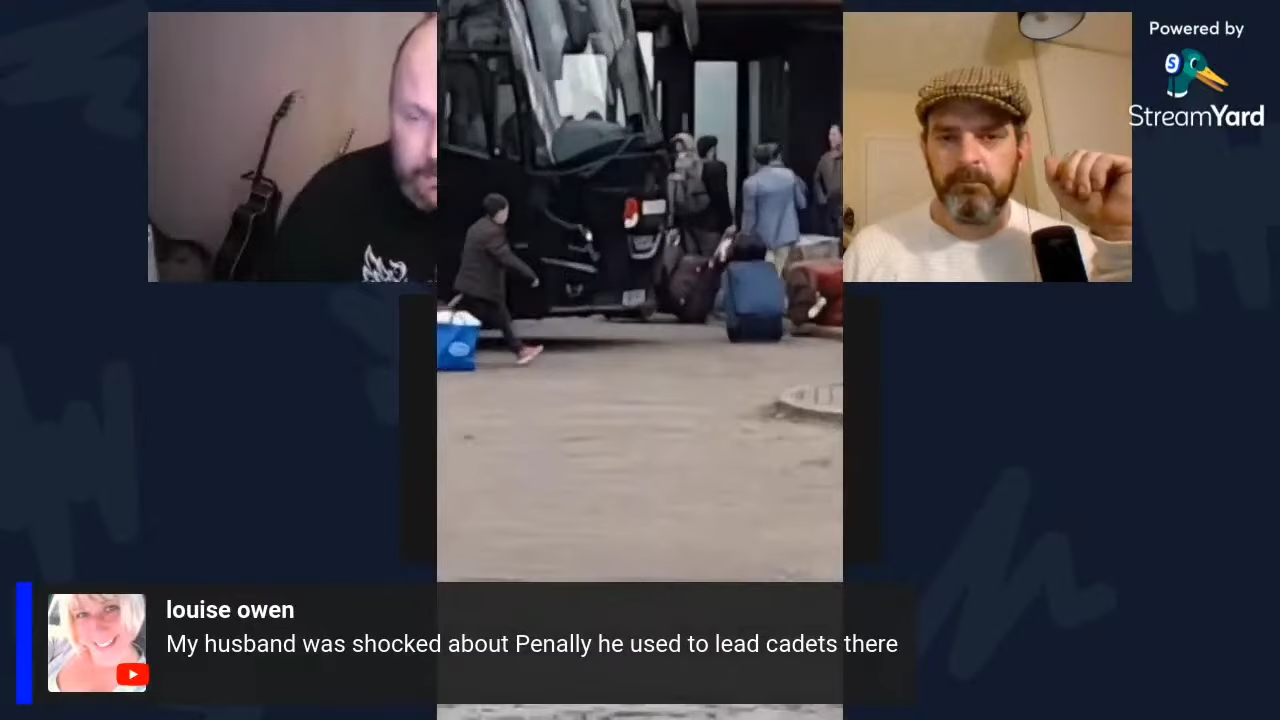 Powered by
StreamYard
louise owen
My husband was shocked about Penally he used to lead cadets there